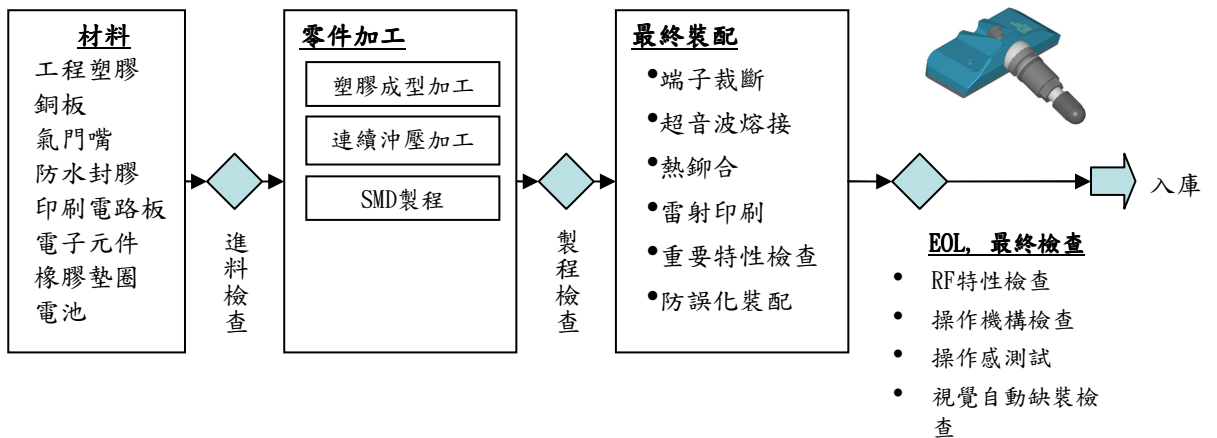 材料
工程塑膠
銅板
氣門嘴
防水封膠
印刷電路板
電子元件
橡膠墊圈
電池
進料檢查
零件加工
塑膠成型加工
連續沖壓加工
SMD製程
製程檢查
最終裝配
•端子裁斷
•超音波熔接
•熱鉚合
•雷射印刷
•重要特性檢查
•防誤化裝配
入庫
EOL, 最終檢查
• RF特性檢查
• 操作機構檢查
• 操作感測試
• 視覺自動缺裝檢
查